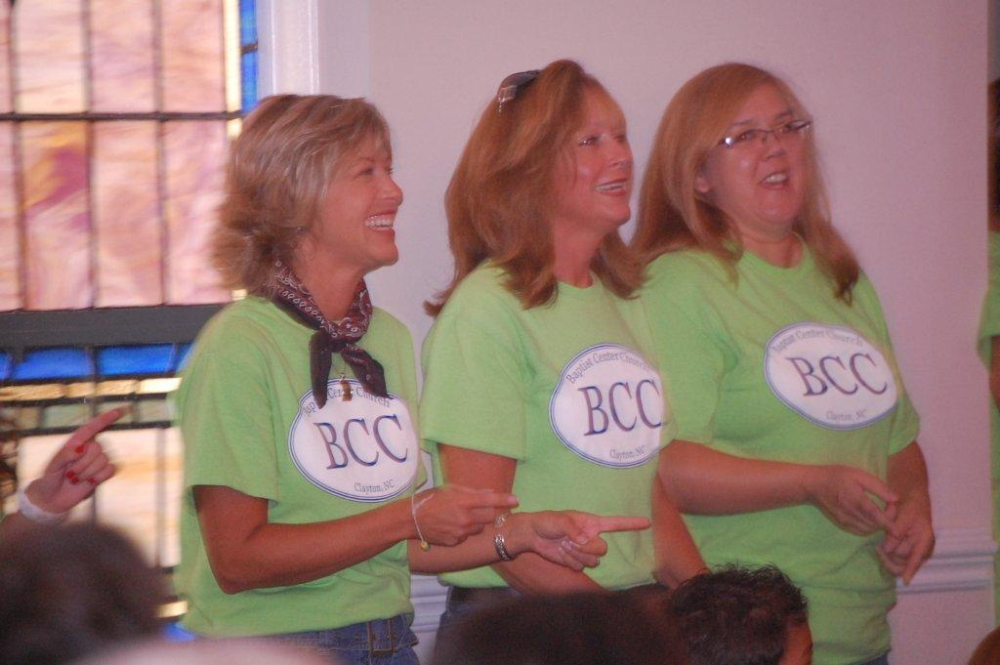 Baptist Center Church
BCC
Clayton, NC
Baptist Center Church
BCC
Clayton, NC
Baptist Center Church
BCC
Clayton, NC